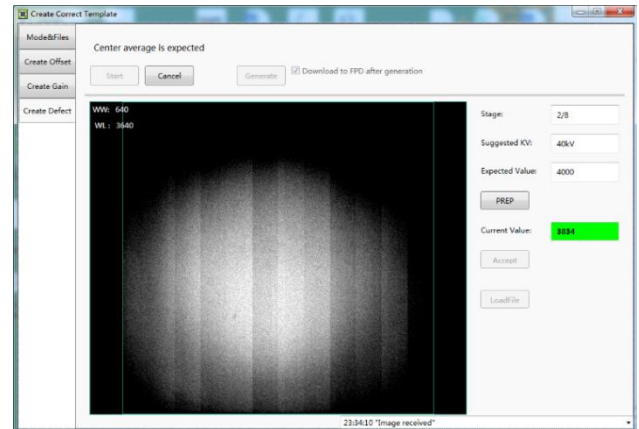 Create Correct Template
Mode&Files
Create Offset
Create Gain
Create Defect
Center average is expected
Start
Cancel
Generate
Download to FPD after generation
WW: 640
WL: 3640
Stage:
2/8
Suggested KV:
40kV
Expected Value:
4000
PREP
Current Value:
3834
Accept
LoadFile
23:34:10 "Image received"